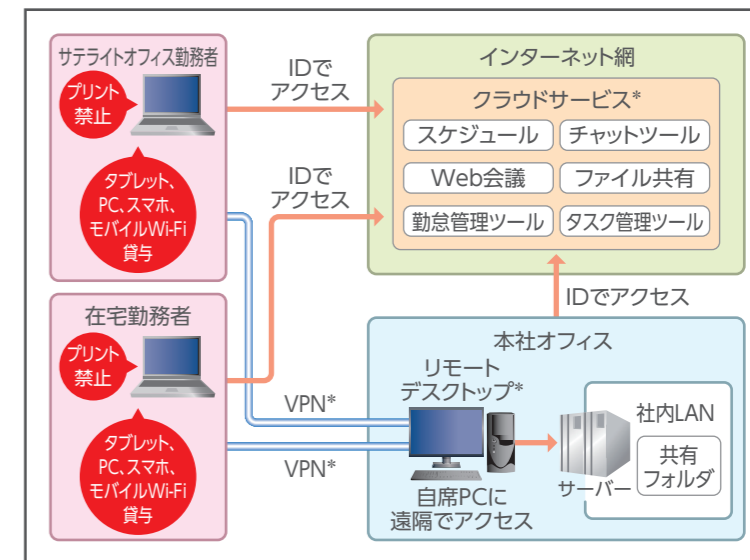 サテライトオフィス勤務者
プリント
禁止
タブレット、
PC、スマホ、
モバイルWi-Fi
貸与
IDで
アクセス
インターネット網
クラウドサービス*
スケジュール
チャットツール
Web会議
ファイル共有
勤怠管理ツール
タスク管理ツール
IDで
アクセス
IDでアクセス
在宅勤務者
プリント
禁止
タブレット、
PC、スマホ、
モバイルWi-Fi
貸与
VPN*
VPN*
本社オフィス
リモート
デスクトップ*
自席PCに
遠隔でアクセス
サーバー
社内LAN
共有
フォルダ